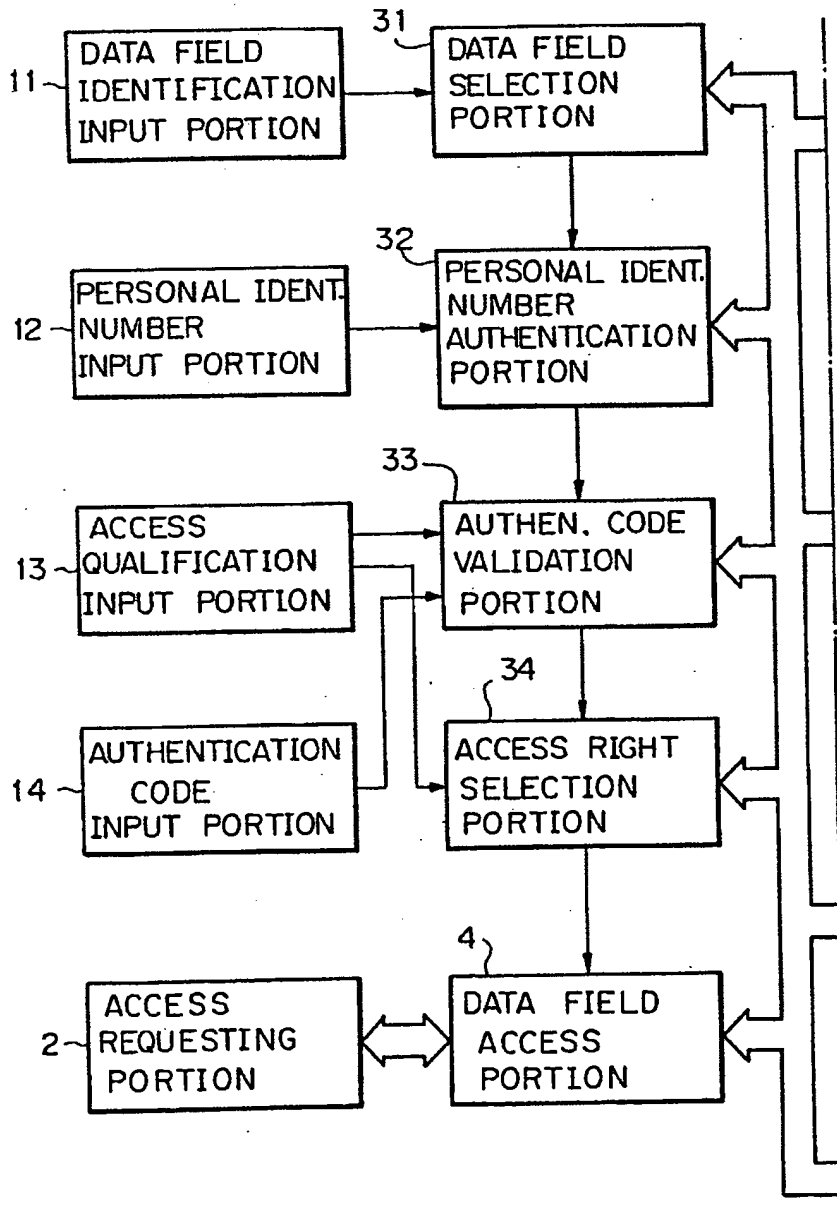 31
DATA FIELD
IDENTIFICATION
INPUT PORTION
11
DATA FIELD
SELECTION
PORTION
32
PERSONAL IDENT.
NUMBER
INPUT PORTION
12
PERSONAL IDENT.
NUMBER
AUTHENTICATION
PORTION
33
ACCESS
QUALIFICATION
INPUT PORTION
13
AUTHEN. CODE
VALIDATION
PORTION
34
AUTHENTICATION
CODE
INPUT PORTION
14
ACCESS RIGHT
SELECTION
PORTION
4
ACCESS
REQUESTING
PORTION
2
DATA FIELD
ACCESS
PORTION